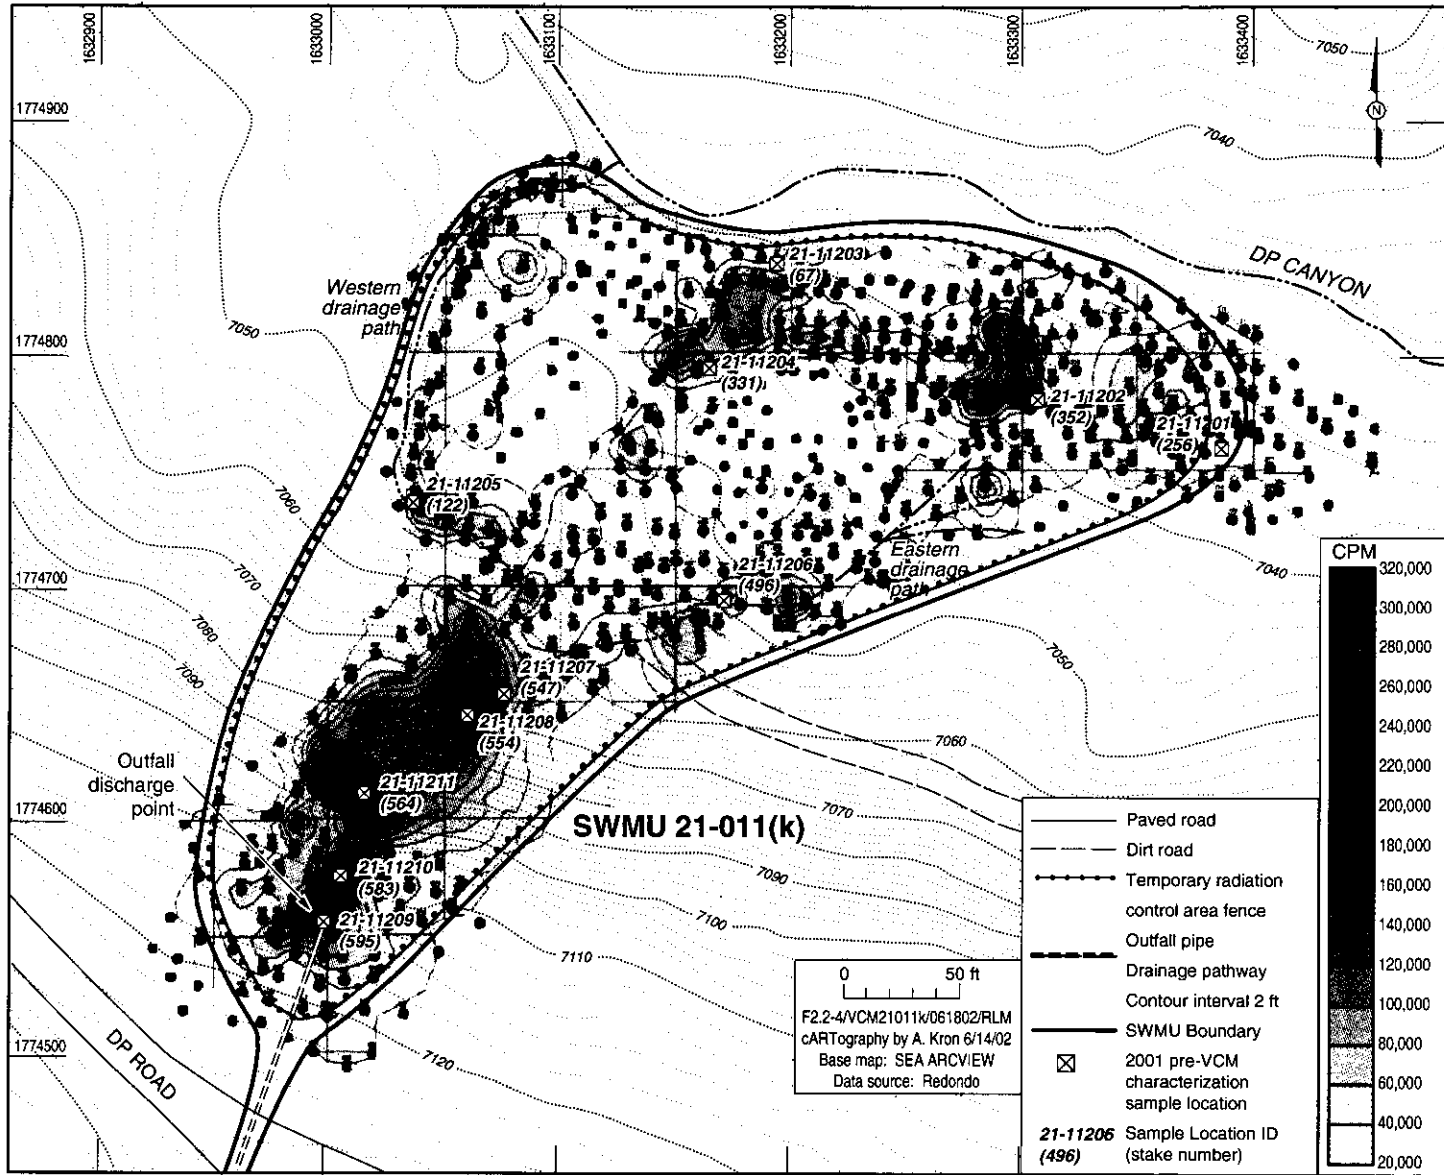 1632900
1633000
1633100
1633200
1633300
1633400
7050
N
1774900
7040
DP CANYON
21-11203
(67)
Western
drainage
path
7050
1774800
21-11204
(331)
21-11202
(352)
21-11201
(256)
21-11205
(122)
7060
Eastern
drainage
path
21-11206
(496)
7040
1774700
7070
7080
7090
7050
21-11207
(547)
21-11208
(554)
7060
Outfall
discharge
point
21-11211
(564)
1774600
SWMU 21-011(k)
7070
21-11210
(583)
7090
21-11209
(595)
7100
7110
1774500
7120
DP ROAD
0 50 ft
F2.2-4/VCM21011k/061802/RLM
cARTography by A. Kron 6/14/02
Base map: SEA ARCVIEW
Data source: Redondo
Paved road
Dirt road
Temporary radiation
control area fence
Outfall pipe
Drainage pathway
Contour interval 2 ft
SWMU Boundary
2001 pre-VCM
characterization
sample location
21-11206 Sample Location ID
(496) (stake number)
CPM
320,000
300,000
280,000
260,000
240,000
220,000
200,000
180,000
160,000
140,000
120,000
100,000
80,000
60,000
40,000
20,000